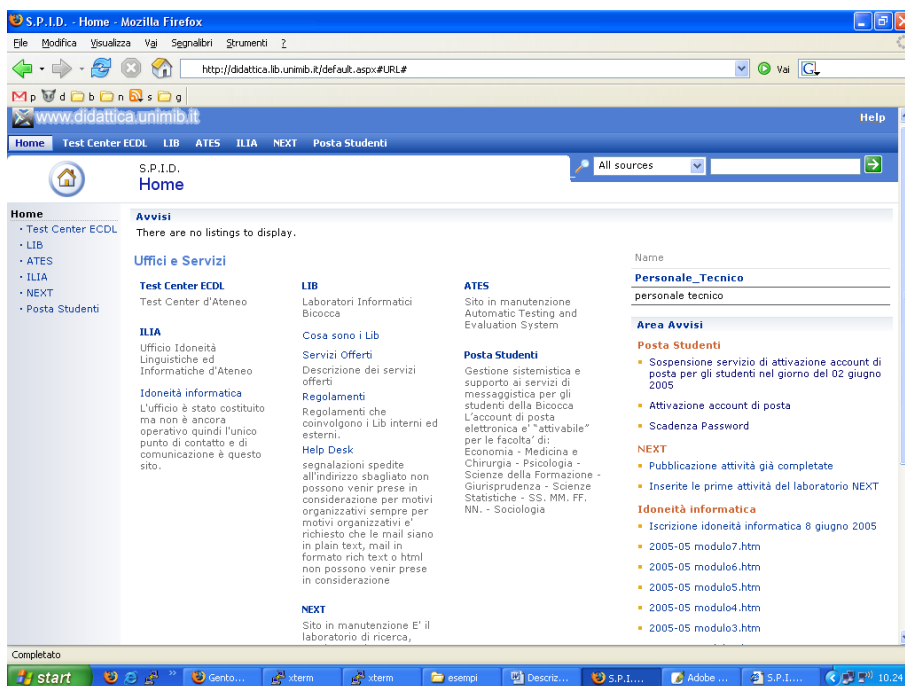 S.P.I.D. - Home - Mozilla Firefox
File Modifica Visualizza Vai Segnalibri Strumenti ?
http://didattica.lib.unimib.it/default.aspx#URL# Vai G
M p d b n s g
www.didattica.unimib.it Help
Home Test Center ECDL LIB ATES ILIA NEXT Posta Studenti
S.P.I.D.
Home
All sources
Home
· Test Center ECDL
· LIB
· ATES
· ILIA
· NEXT
· Posta Studenti
Avvisi
There are no listings to display.
Uffici e Servizi
Test Center ECDL
Test Center d'Ateneo
ILIA
Ufficio Idoneità
Linguistiche ed
Informatiche d'Ateneo
Idoneità informatica
L'ufficio è stato costituito
ma non è ancora
operativo quindi l'unico
punto di contatto e di
comunicazione è questo
sito.
LIB
Laboratori Informatici
Bicocca
Cosa sono i Lib
Servizi Offerti
Descrizione dei servizi
offerti
Regolamenti
Regolamenti che
coinvolgono i Lib interni ed
esterni.
Help Desk
segnalazioni spedite
all'indirizzo sbagliato non
possono venir prese in
considerazione per motivi
organizzativi sempre per
motivi organizzativi e'
richiesto che le mail siano
in plain text, mail in
formato rich text o html
non possono venir prese
in considerazione
NEXT
Sito in manutenzione E' il
laboratorio di ricerca,
ATES
Sito in manutenzione
Automatic Testing and
Evaluation System
Posta Studenti
Gestione sistemistica e
supporto ai servizi di
messaggistica per gli
studenti della Bicocca
L'account di posta
elettronica e' "attivabile"
per le facolta' di:
Economia - Medicina e
Chirurgia - Psicologia -
Scienze della Formazione -
Giurisprudenza - Scienze
Statistiche - SS. MM. FF.
NN. - Sociologia
Name
Personale_Tecnico
personale tecnico
Area Avvisi
Posta Studenti
Sospensione servizio di attivazione account di
posta per gli studenti nel giorno del 02 giugno
2005
Attivazione account di posta
Scadenza Password
NEXT
Pubblicazione attività già completate
Inserite le prime attività del laboratorio NEXT
Idoneità informatica
Iscrizione idoneità informatica 8 giugno 2005
2005-05 modulo7.htm
2005-05 modulo6.htm
2005-05 modulo5.htm
2005-05 modulo4.htm
2005-05 modulo3.htm
Completato
start Gento... xterm xterm esempi Descriz... S.P.I.... Adobe ... S.P.I.... 10.24